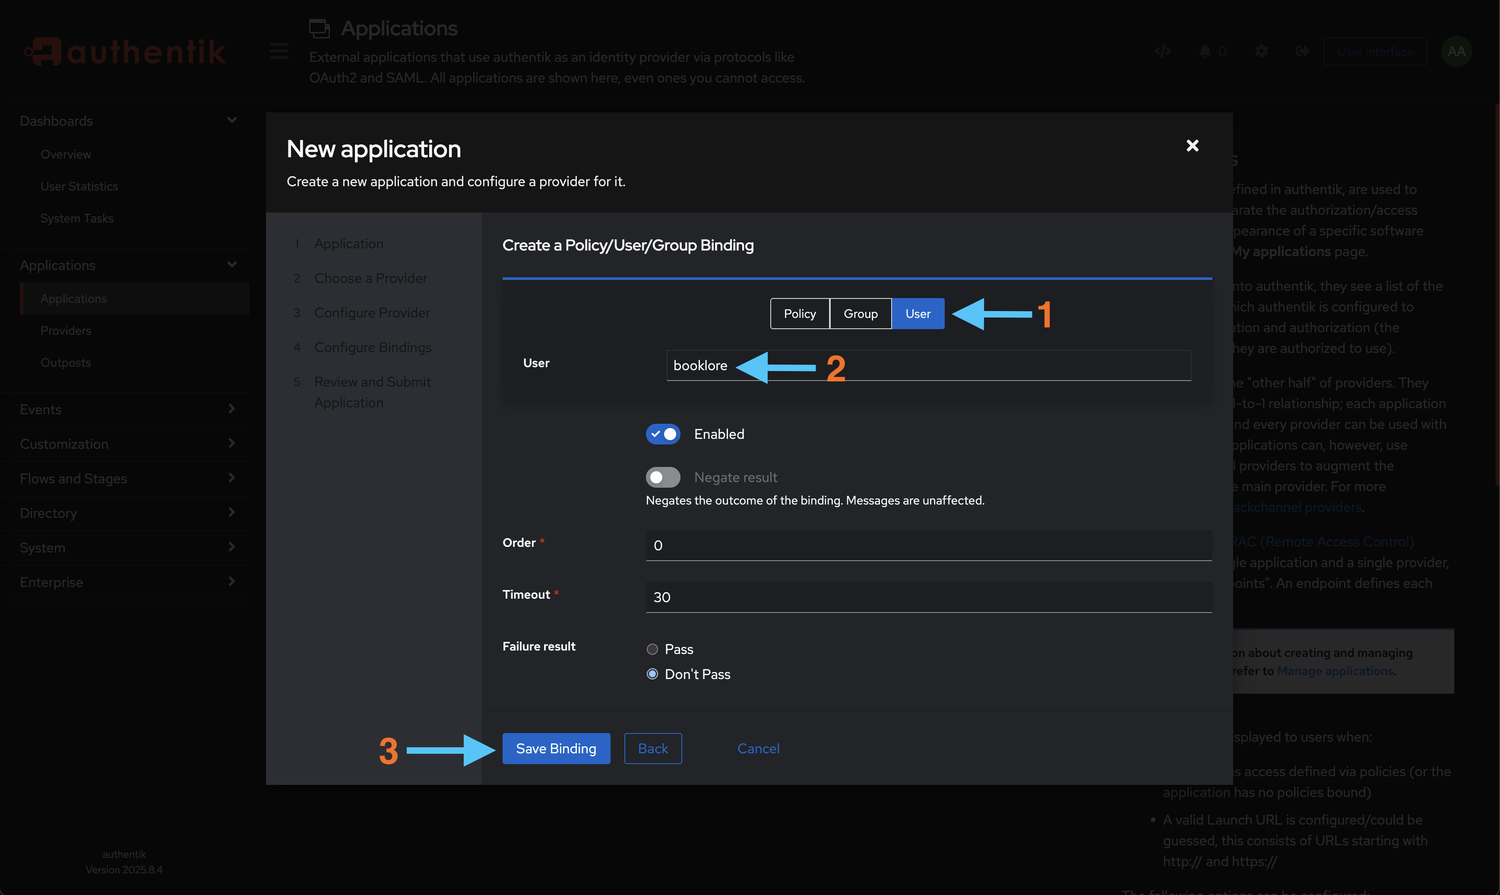 authentik
Applications
External applications that use authentik as an identity provider via protocols like
OAuth2 and SAML. All applications are shown here, even ones you cannot access.
0
User interface
AA
Dashboards
Overview
User Statistics
System Tasks
Applications
Applications
Providers
Outposts
Events
Customization
Flows and Stages
Directory
System
Enterprise
authentik
Version 2025.8.4
New application
Create a new application and configure a provider for it.
1 Application
2 Choose a Provider
3 Configure Provider
4 Configure Bindings
5 Review and Submit
Application
Create a Policy/User/Group Binding
Policy Group User
1
User
booklore
2
Enabled
Negate result
Negates the outcome of the binding. Messages are unaffected.
Order *
0
Timeout *
30
Failure result
Pass
Don't Pass
3
Save Binding
Back
Cancel
s
fined in authentik, are used to
arate the authorization/access
pearance of a specific software
My applications page.
nto authentik, they see a list of the
hich authentik is configured to
ation and authorization (the
hey are authorized to use).
he "other half" of providers. They
1-to-1 relationship; each application
nd every provider can be used with
pplications can, however, use
l providers to augment the
e main provider. For more
ackchannel providers.
RAC (Remote Access Control)
gle application and a single provider,
points". An endpoint defines each
on about creating and managing
refer to Manage applications.
splayed to users when:
s access defined via policies (or the
application has no policies bound)
• A valid Launch URL is configured/could be
guessed, this consists of URLs starting with
http:// and https://
The following options can be configured: